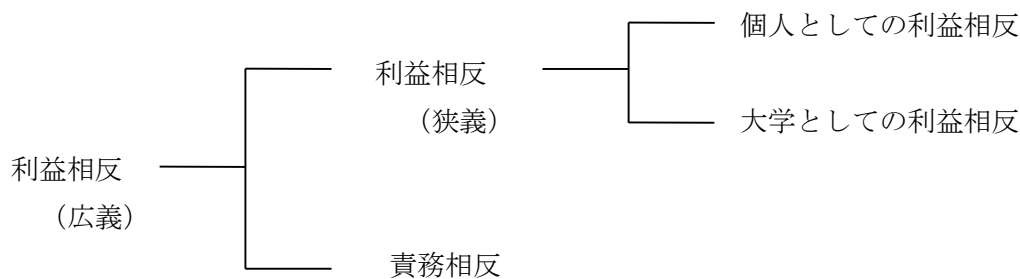 個人としての利益相反
利益相反
（狭義）
大学としての利益相反
利益相反
（広義）
責務相反